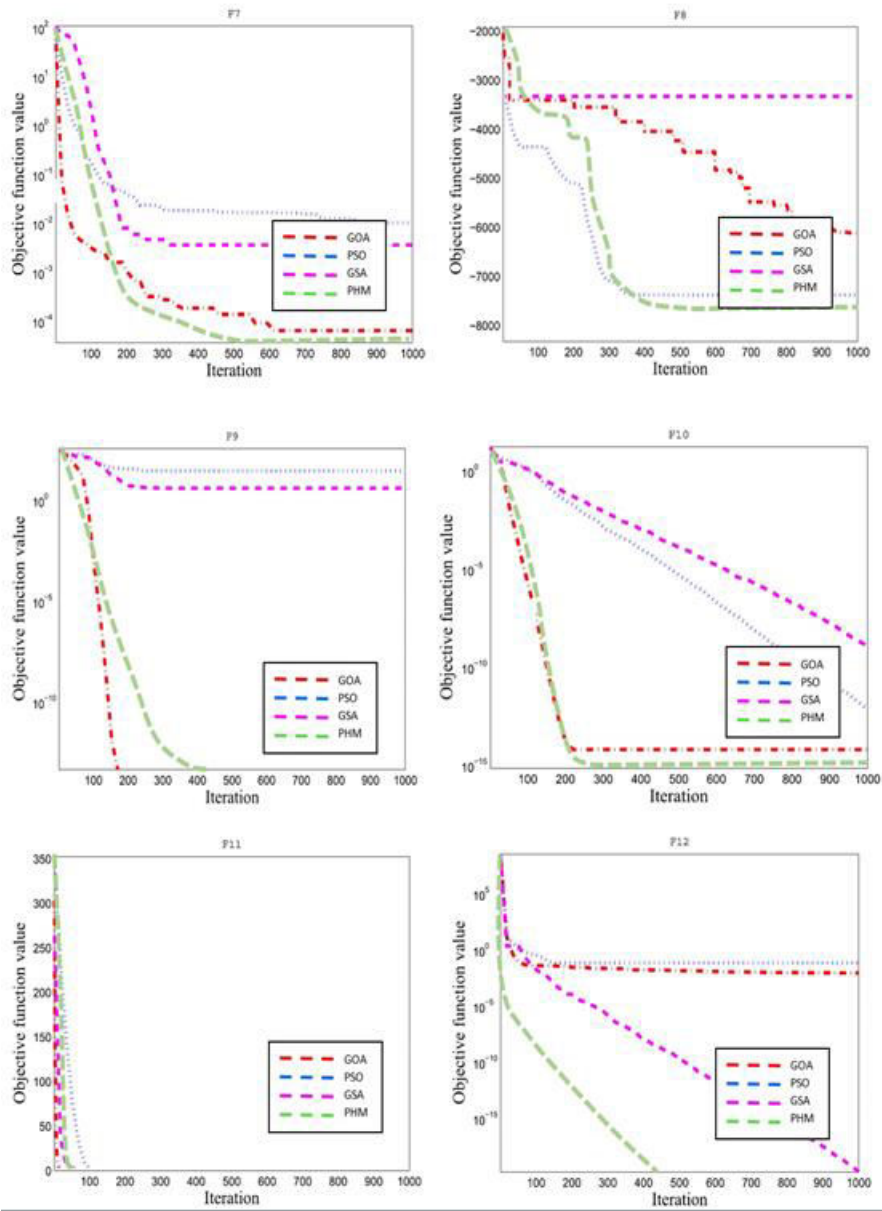 F7
Objective function value
10^2
10^1
10^0
10^-1
10^-2
10^-3
10^-4
GOA
PSO
GSA
PHM
100 200 300 400 500 600 700 800 900 1000
Iteration
F8
Objective function value
-2000
-3000
-4000
-5000
-6000
-7000
-8000
GOA
PSO
GSA
PHM
100 200 300 400 500 600 700 800 900 1000
Iteration
F9
Objective function value
10^0
10^-5
10^-10
GOA
PSO
GSA
PHM
100 200 300 400 500 600 700 800 900 1000
Iteration
F10
Objective function value
10^0
10^-5
10^-10
10^-15
GOA
PSO
GSA
PHM
100 200 300 400 500 600 700 800 900 1000
Iteration
F11
Objective function value
350
300
250
200
150
100
50
0
GOA
PSO
GSA
PHM
100 200 300 400 500 600 700 800 900 1000
Iteration
F12
Objective function value
10^5
10^0
10^-5
10^-10
10^-15
GOA
PSO
GSA
PHM
100 200 300 400 500 600 700 800 900 1000
Iteration